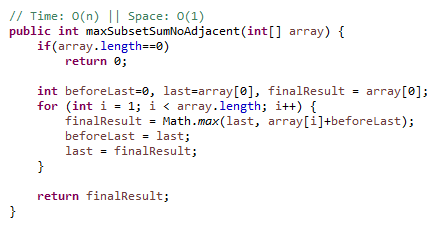 // Time: O(n) || Space: O(1)
public int maxSubsetSumNoAdjacent(int[] array) {
    if(array.length==0)
        return 0;

    int beforeLast=0, last=array[0], finalResult = array[0];
    for (int i = 1; i < array.length; i++) {
        finalResult = Math.max(last, array[i]+beforeLast);
        beforeLast = last;
        last = finalResult;
    }

    return finalResult;
}